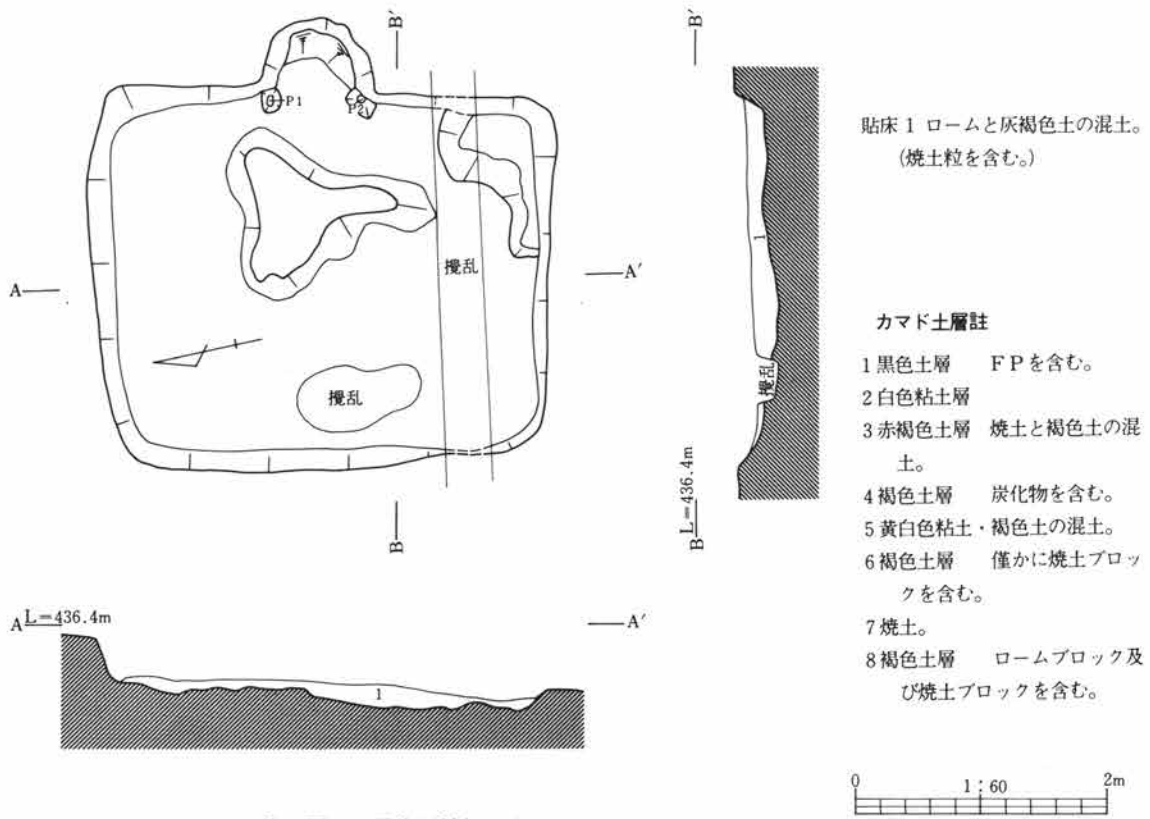 B′
B′
P1
P2
攪乱
A
A′
攪乱
B
1
攪乱
B L=436.4m
A L=436.4m
A′
1
貼床 1 ロームと灰褐色土の混土。
(焼土粒を含む。)
カマド土層註
1 黒色土層 FPを含む。
2 白色粘土層
3 赤褐色土層 焼土と褐色土の混
土。
4 褐色土層 炭化物を含む。
5 黄白色粘土・褐色土の混土。
6 褐色土層 僅かに焼土ブロッ
クを含む。
7 焼土。
8 褐色土層 ロームブロック及
び焼土ブロックを含む。
0 1:60 2m